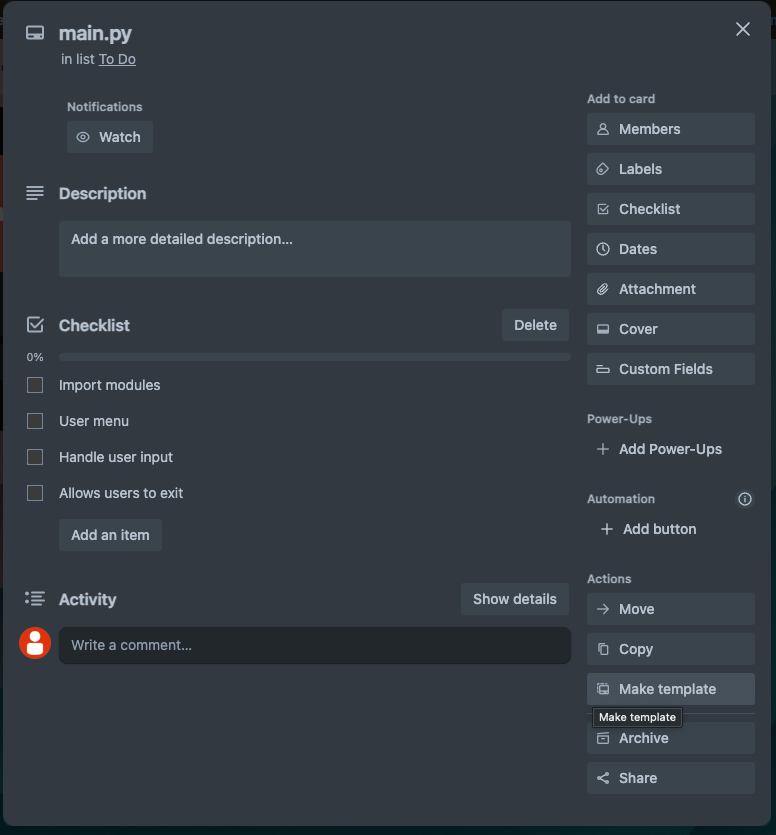 main.py
in list To Do
Notifications
Watch
Description
Add a more detailed description...
Checklist
Delete
0%
Import modules
User menu
Handle user input
Allows users to exit
Add an item
Activity
Show details
Write a comment...
Add to card
Members
Labels
Checklist
Dates
Attachment
Cover
Custom Fields
Power-Ups
Add Power-Ups
Automation
Add button
Actions
Move
Copy
Make template
Make template
Archive
Share